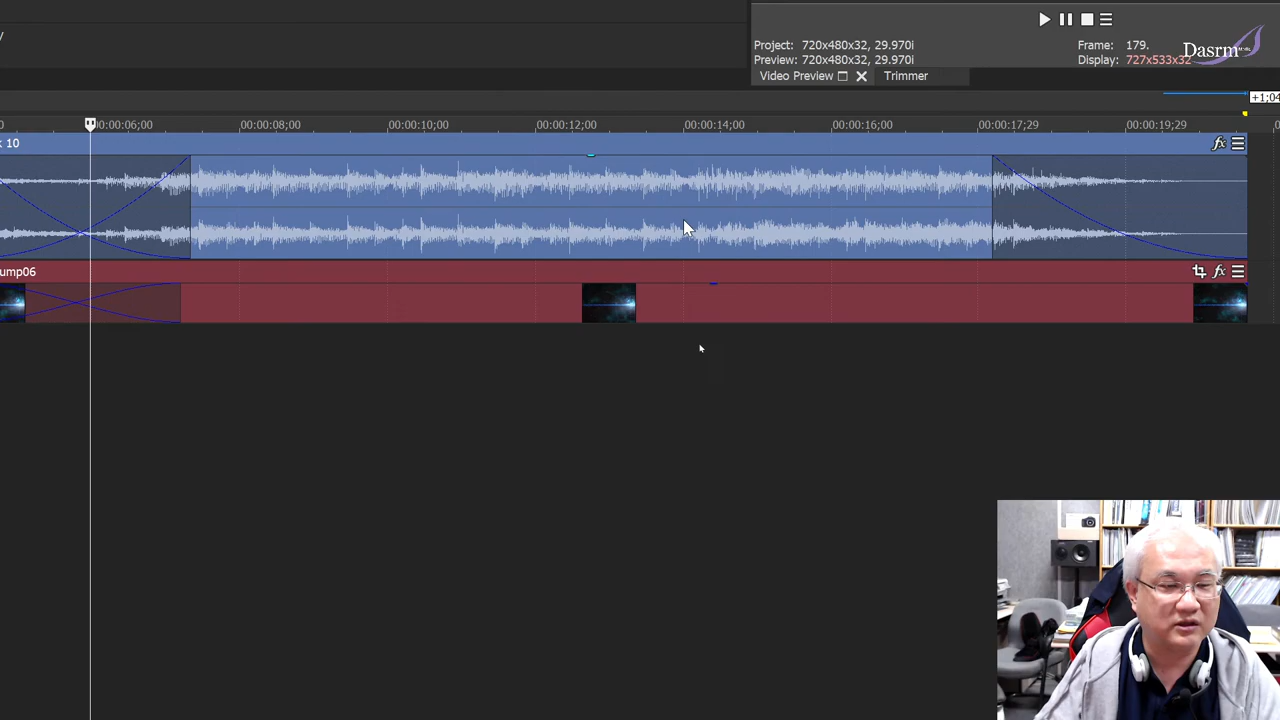 Project: 720x480x32, 29.970i
Frame: 179.
Preview: 720x480x32, 29.970i
Display: 727x533x32
Dasrm
Video Preview
Trimmer
+1:04
00:00:06;00
00:00:08;00
00:00:10;00
00:00:12;00
00:00:14;00
00:00:16;00
00:00:17;29
00:00:19;29
10
fx
ump06
fx